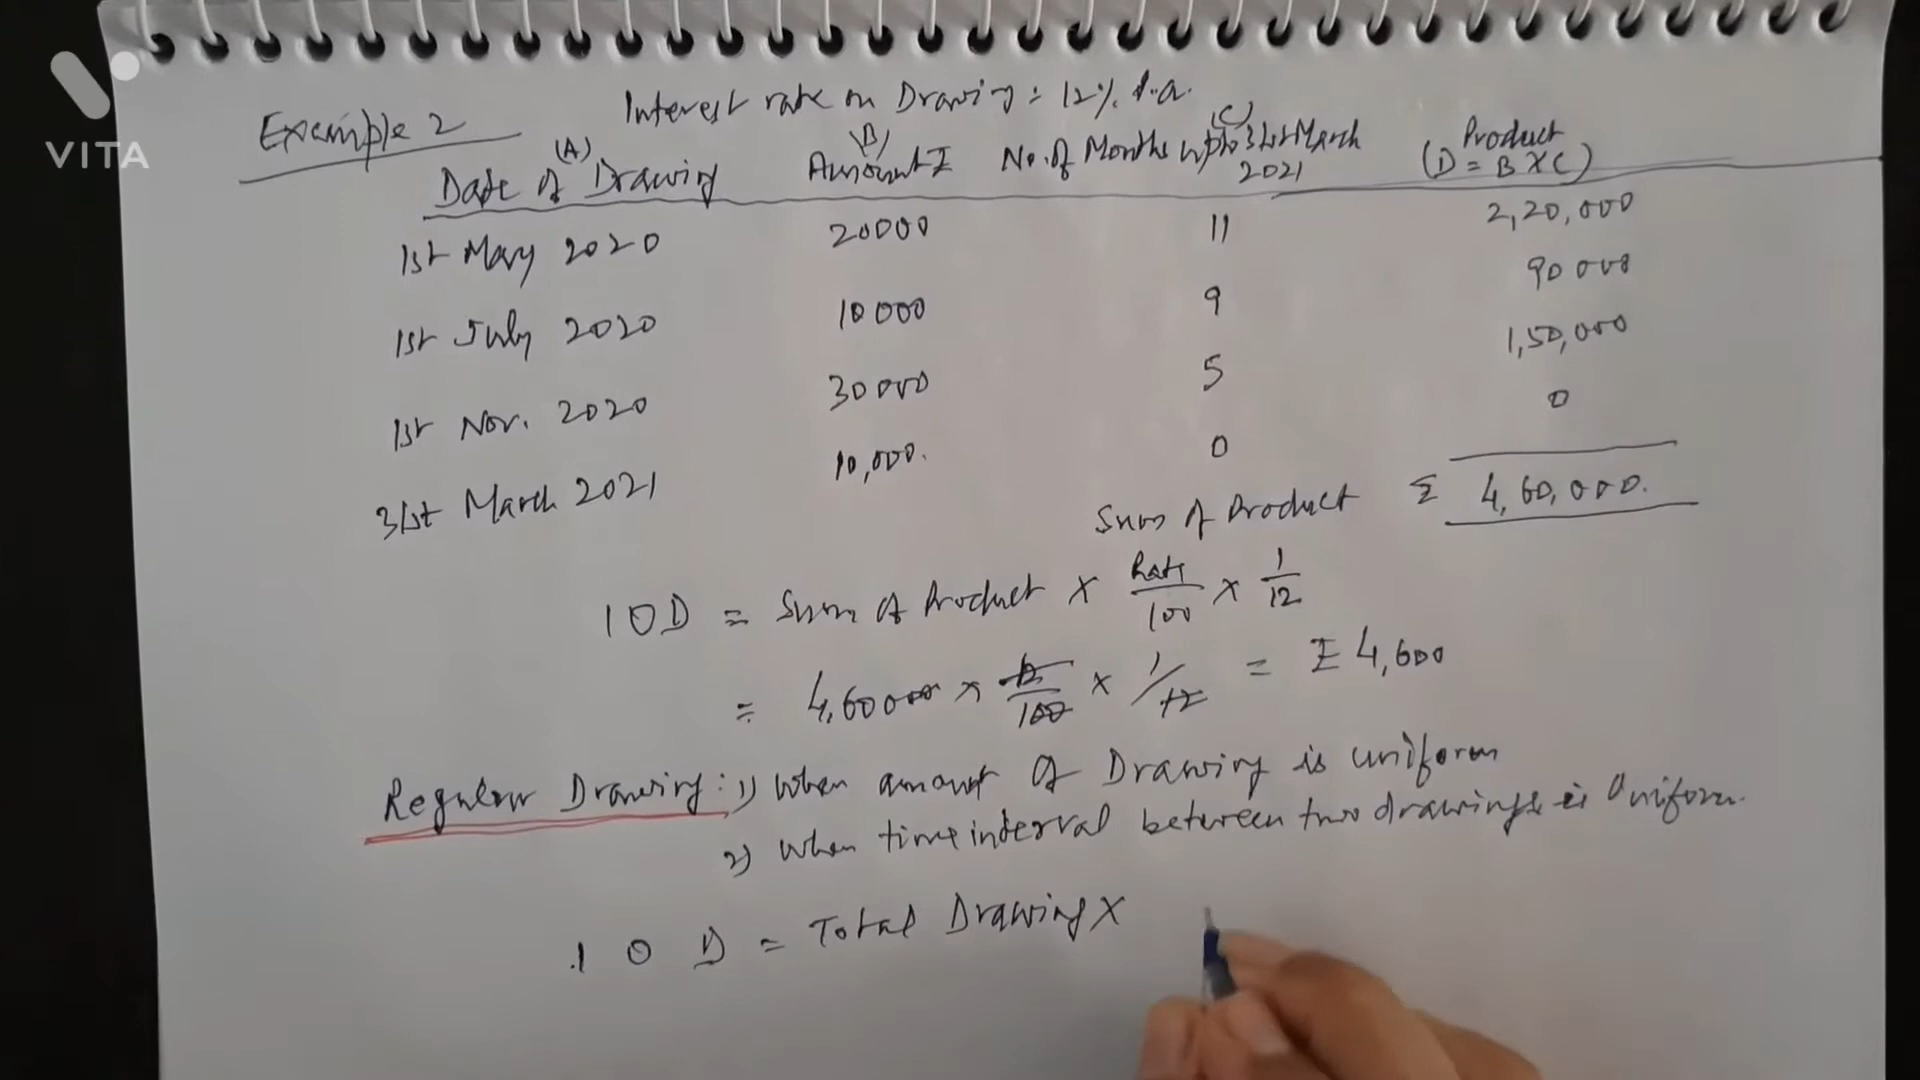 VITA
Interest rate on Drawing = 12% p.a.
Example 2
(A) (B) (C)
Date of Drawing Amount ₹ No. of Months upto 31st March 2021 Product (D = B X C)
1st May 2020 20000 11 2,20,000
1st July 2020 10000 9 90000
1st Nov. 2020 30000 5 1,50,000
31st March 2021 10,000. 0 0
Sum of Product ₹ 4,60,000.
IOD = Sum of Product X Rate/100 X 1/12
= 4,60000 X 12/100 X 1/12 = ₹ 4,600
Regular Drawing: 1) When amount of Drawing is uniform
2) When time interval between two drawings is uniform.
I O D = Total Drawing X